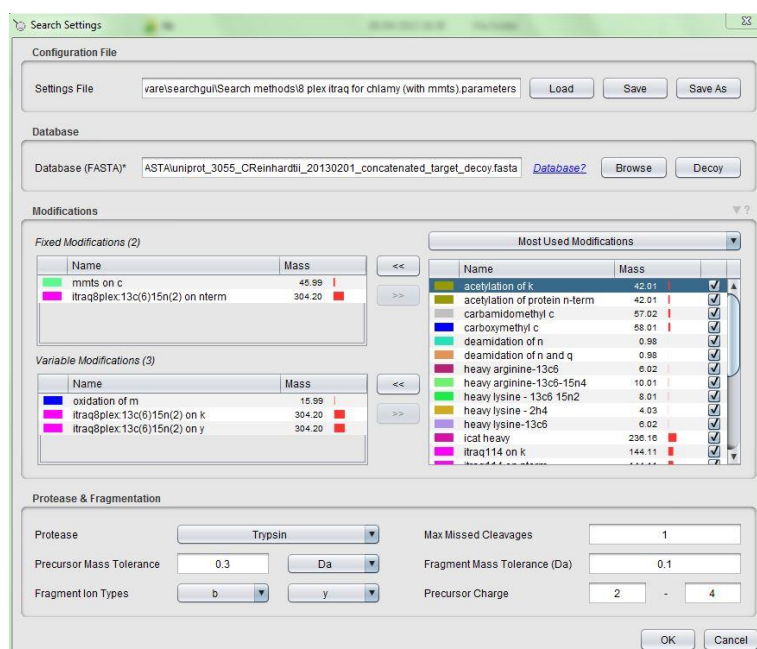 Search Settings
Configuration File
Settings File vare\searchgui\Search methods\8 plex itraq for chlamy (with mmts).parameters Load Save Save As
Database
Database (FASTA)* ASTA\uniprot_3055_CReinhardtii_20130201_concatenated_target_decoy.fasta Database? Browse Decoy
Modifications ?
Fixed Modifications (2)
Name Mass
mmts on c 45.99
itraq8plex:13c(6)15n(2) on nterm 304.20
<<
>>
Variable Modifications (3)
Name Mass
oxidation of m 15.99
itraq8plex:13c(6)15n(2) on k 304.20
itraq8plex:13c(6)15n(2) on y 304.20
<<
>>
Most Used Modifications
Name Mass
acetylation of k 42.01
acetylation of protein n-term 42.01
carbamidomethyl c 57.02
carboxymethyl c 58.01
deamidation of n 0.98
deamidation of n and q 0.98
heavy arginine-13c6 6.02
heavy arginine-13c6-15n4 10.01
heavy lysine - 13c6 15n2 8.01
heavy lysine - 2h4 4.03
heavy lysine-13c6 6.02
icat heavy 236.16
itraq114 on k 144.11
Protease & Fragmentation
Protease Trypsin Max Missed Cleavages 1
Precursor Mass Tolerance 0.3 Da Fragment Mass Tolerance (Da) 0.1
Fragment Ion Types b y Precursor Charge 2 - 4
OK Cancel